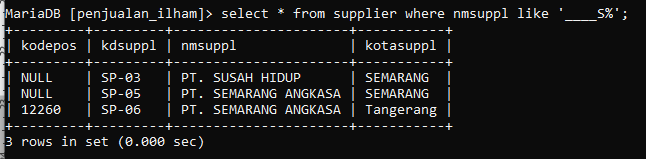 MariaDB [penjualan_ilham]> select * from supplier where nmsuppl like '____S%';
+---------+---------+----------------------+------------+
| kodepos | kdsuppl | nmsuppl              | kotasuppl  |
+---------+---------+----------------------+------------+
| NULL    | SP-03   | PT. SUSAH HIDUP      | SEMARANG   |
| NULL    | SP-05   | PT. SEMARANG ANGKASA | SEMARANG   |
| 12260   | SP-06   | PT. SEMARANG ANGKASA | Tangerang  |
+---------+---------+----------------------+------------+
3 rows in set (0.000 sec)